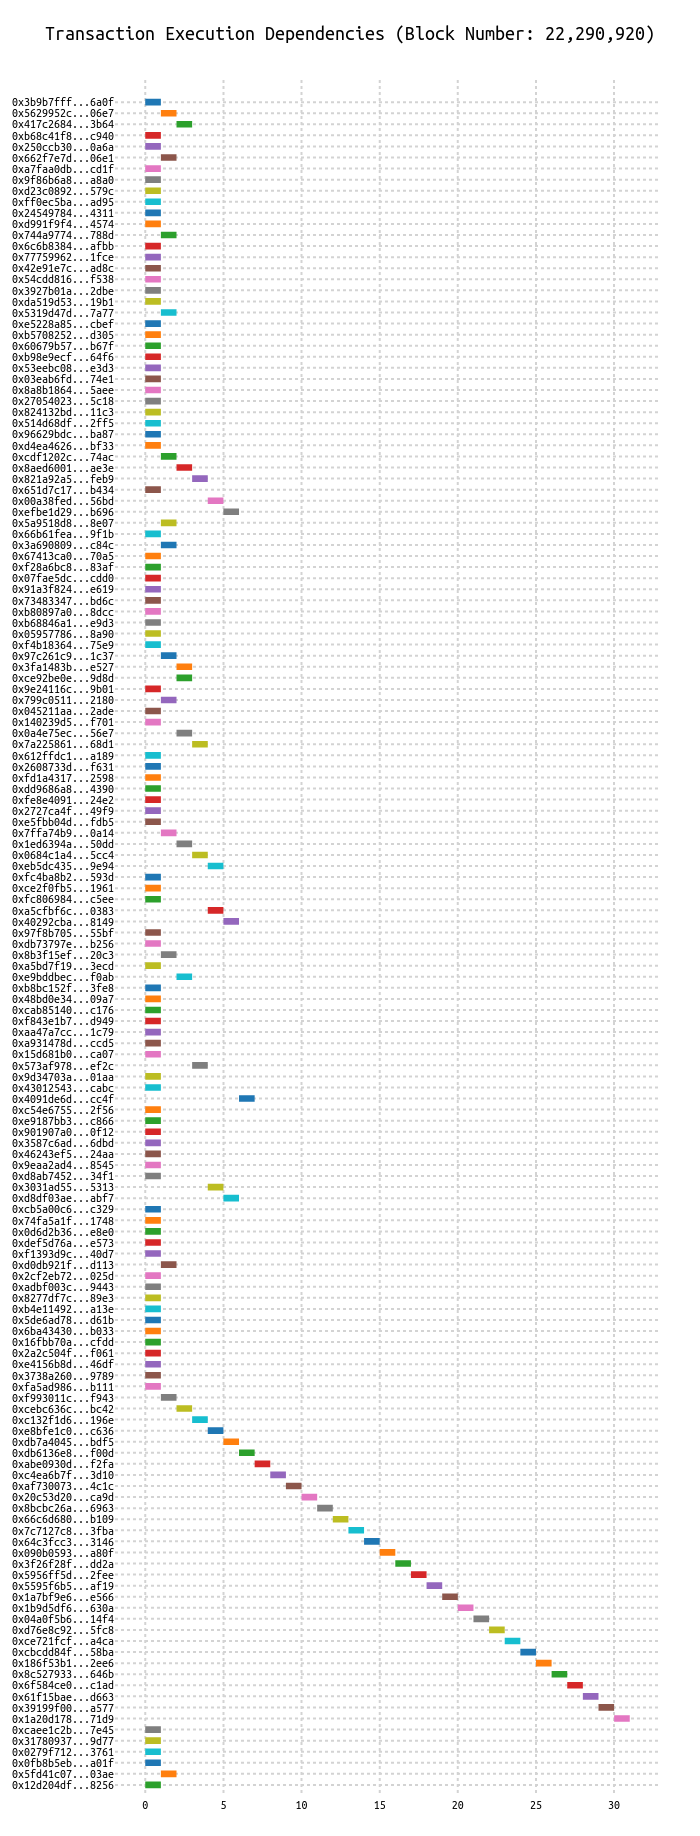 Transaction Execution Dependencies (Block Number: 22,290,920)
0x3b9b7fff...6a0f
0x5629952c...06e7
0x417c2684...3b64
0xb68c41f8...c940
0x250ccb30...0a6a
0x662f7e7d...06e1
0xa7faa0db...cd1f
0x9f86b6a8...a8a0
0xd23c0892...579c
0xff0ec5ba...ad95
0x24549784...4311
0xd991f9f4...4574
0x744a9774...788d
0x6c6b8384...afbb
0x77759962...1fce
0x42e91e7c...ad8c
0x54cdd816...f538
0x3927b01a...2dbe
0xda519d53...19b1
0x5319d47d...7a77
0xe5228a85...cbef
0xb5708252...d305
0x60679b57...b67f
0xb98e9ecf...64f6
0x53eebc08...e3d3
0x03eab6fd...74e1
0x8a8b1864...5aee
0x27054023...5c18
0x824132bd...11c3
0x514d68df...2ff5
0x96629bdc...ba87
0xd4ea4626...bf33
0xcdf1202c...74ac
0x8aed6001...ae3e
0x821a92a5...feb9
0x651d7c17...b434
0x00a38fed...56bd
0xefbe1d29...b696
0x5a9518d8...8e07
0x66b61fea...9f1b
0x3a690809...c84c
0x67413ca0...70a5
0xf28a6bc8...83af
0x07fae5dc...cdd0
0x91a3f824...e619
0x73483347...bd6c
0xb80897a0...8dcc
0xb68846a1...e9d3
0x05957786...8a90
0xf4b18364...75e9
0x97c261c9...1c37
0x3fa1483b...e527
0xce92be0e...9d8d
0x9e24116c...9b01
0x799c0511...2180
0x045211aa...2ade
0x140239d5...f701
0x0a4e75ec...56e7
0x7a225861...68d1
0x612ffdc1...a189
0x2608733d...f631
0xfd1a4317...2598
0xdd9686a8...4390
0xfe8e4091...24e2
0x2727ca4f...49f9
0xe5fbb04d...fdb5
0x7ffa74b9...0a14
0x1ed6394a...50dd
0x0684c1a4...5cc4
0xeb5dc435...9e94
0xfc4ba8b2...593d
0xce2f0fb5...1961
0xfc806984...c5ee
0xa5cfbf6c...0383
0x40292cba...8149
0x97f8b705...55bf
0xdb73797e...b256
0x8b3f15ef...20c3
0xa5bd7f19...3ecd
0xe9bddbec...f0ab
0xb8bc152f...3fe8
0x48bd0e34...09a7
0xcab85140...c176
0xf843e1b7...d949
0xaa47a7cc...1c79
0xa931478d...ccd5
0x15d681b0...ca07
0x573af978...ef2c
0x9d34703a...01aa
0x43012543...cabc
0x4091de6d...cc4f
0xc54e6755...2f56
0xe9187bb3...c866
0x901907a0...0f12
0x3587c6ad...6dbd
0x46243ef5...24aa
0x9eaa2ad4...8545
0xd8ab7452...34f1
0x3031ad55...5313
0xd8df03ae...abf7
0xcb5a00c6...c329
0x74fa5a1f...1748
0x0d6d2b36...e8e0
0xdef5d76a...e573
0xf1393d9c...40d7
0xd0db921f...d113
0x2cf2eb72...025d
0xadbf003c...9443
0x8277df7c...89e3
0xb4e11492...a13e
0x5de6ad78...d61b
0x6ba43430...b033
0x16fbb70a...cfdd
0x2a2c504f...f061
0xe4156b8d...46df
0x3738a260...9789
0xfa5ad986...b111
0xf993011c...f943
0xcebc636c...bc42
0xc132f1d6...196e
0xe8bfe1c0...c636
0xdb7a4045...bdf5
0xdb6136e8...f00d
0xabe0930d...f2fa
0xc4ea6b7f...3d10
0xaf730073...4c1c
0x20c53d20...ca9d
0x8bcbc26a...6963
0x66c6d680...b109
0x7c7127c8...3fba
0x64c3fcc3...3146
0x090b0593...a80f
0x3f26f28f...dd2a
0x5956ff5d...2fee
0x5595f6b5...af19
0x1a7bf9e6...e566
0x1b9d5df6...630a
0x04a0f5b6...14f4
0xd76e8c92...5fc8
0xce721fcf...a4ca
0xcbcdd84f...58ba
0x186f53b1...2ee6
0x8c527933...646b
0x6f584ce0...c1ad
0x61f15bae...d663
0x39199f00...a577
0x1a20d178...71d9
0xcaee1c2b...7e45
0x31780937...9d77
0x0279f712...3761
0x0fb8b5eb...a01f
0x5fd41c07...03ae
0x12d204df...8256
0 5 10 15 20 25 30